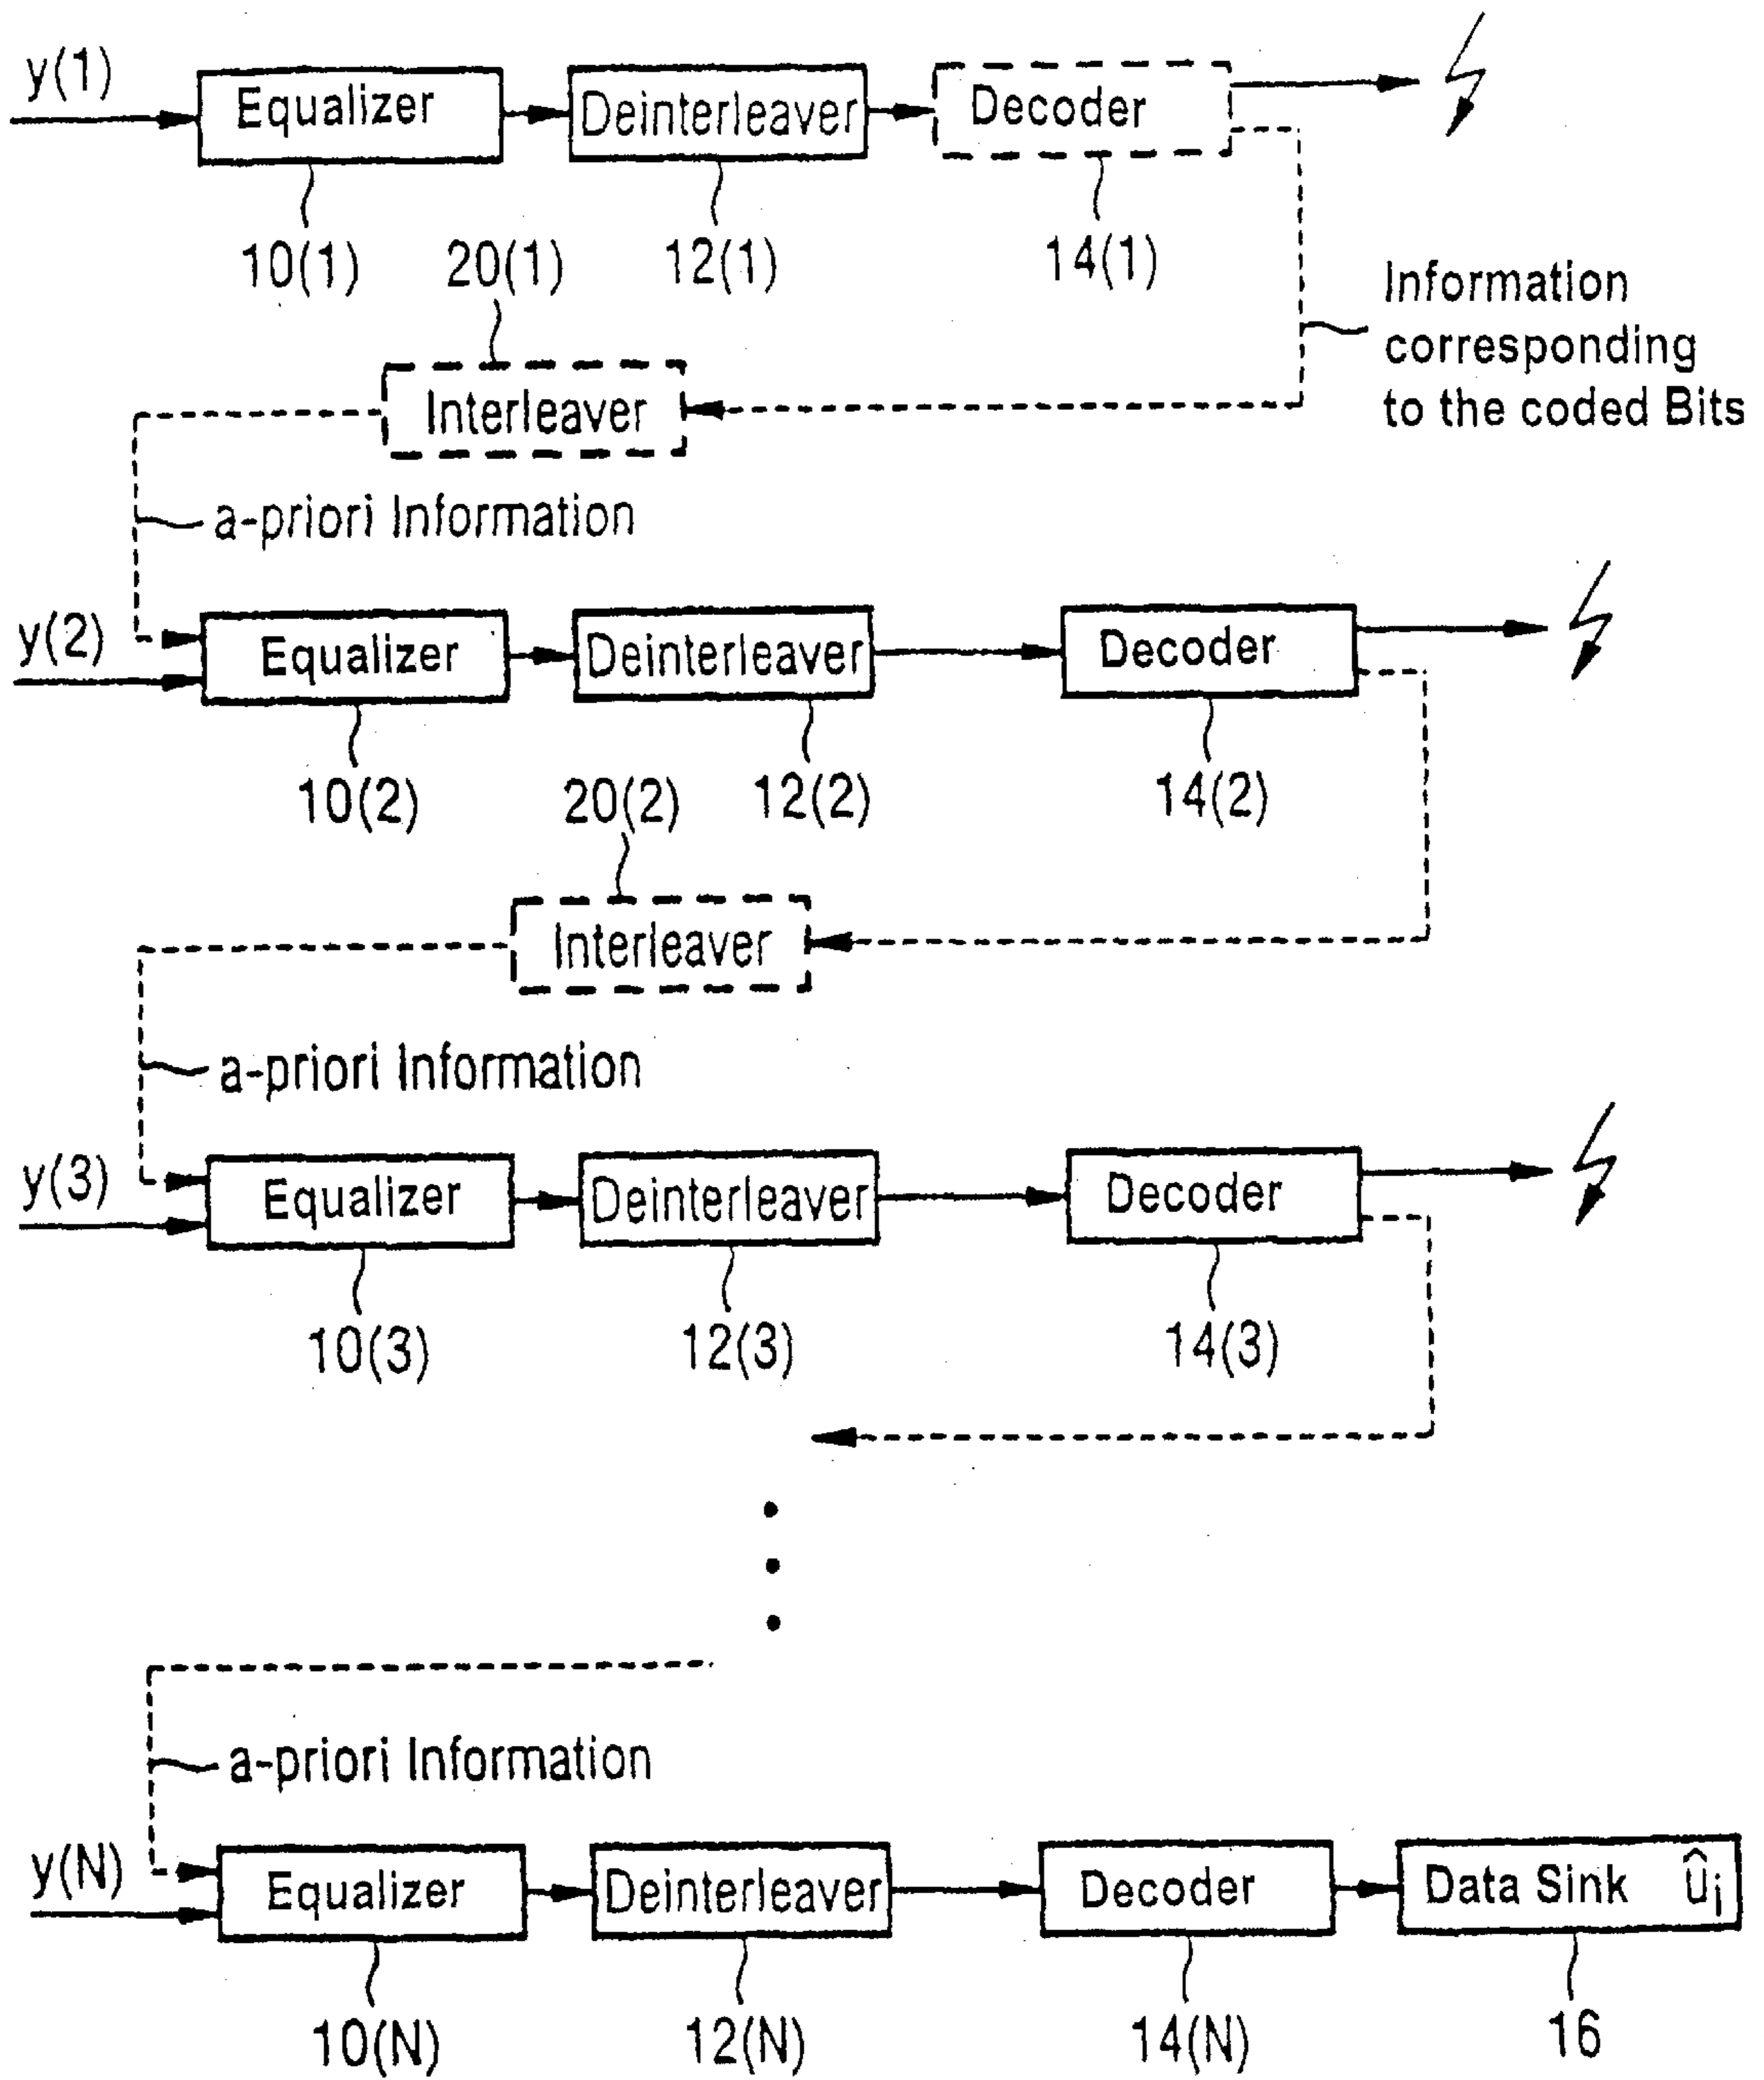 y(1)
Equalizer
Deinterleaver
Decoder
10(1)
20(1)
12(1)
14(1)
Information
corresponding
to the coded Bits
Interleaver
a-priori Information
y(2)
Equalizer
Deinterleaver
Decoder
10(2)
20(2)
12(2)
14(2)
Interleaver
a-priori Information
y(3)
Equalizer
Deinterleaver
Decoder
10(3)
12(3)
14(3)
a-priori Information
y(N)
Equalizer
Deinterleaver
Decoder
Data Sink û_i
10(N)
12(N)
14(N)
16